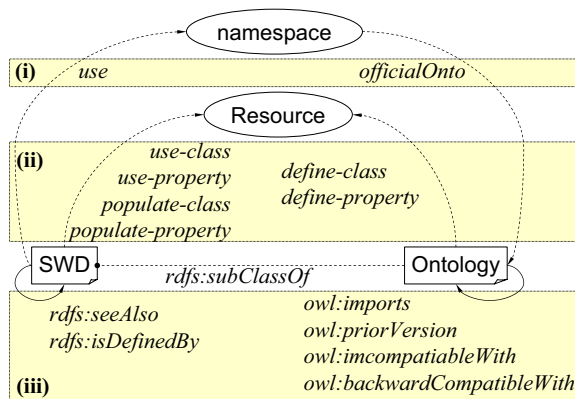 namespace
(i) use officialOnto
Resource
(ii) use-class
use-property
populate-class
populate-property
define-class
define-property
SWD
rdfs:subClassOf
Ontology
rdfs:seeAlso
rdfs:isDefinedBy
owl:imports
owl:priorVersion
owl:imcompatiableWith
owl:backwardCompatibleWith
(iii)